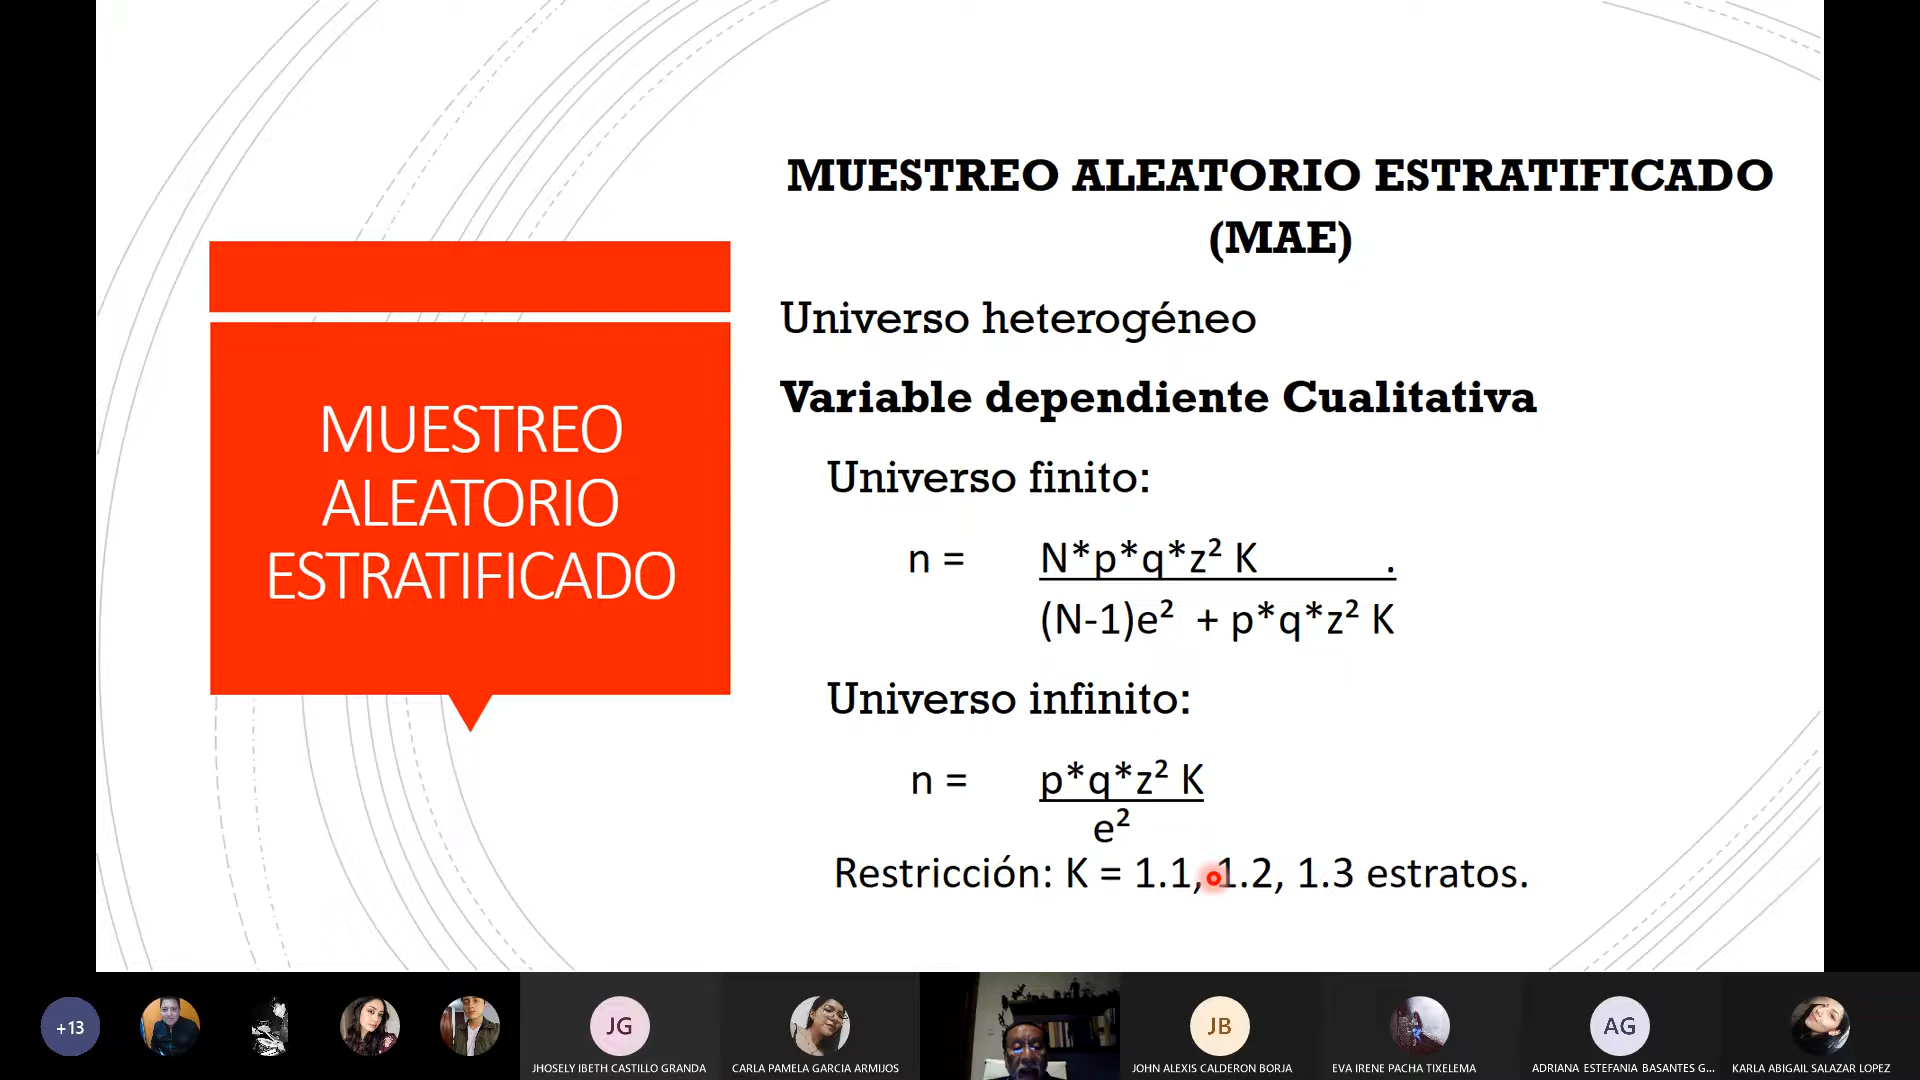 MUESTREO
ALEATORIO
ESTRATIFICADO
MUESTREO ALEATORIO ESTRATIFICADO
(MAE)
Universo heterogéneo
Variable dependiente Cualitativa
Universo finito:
n = N*p*q*z² K .
(N-1)e² + p*q*z² K
Universo infinito:
n = p*q*z² K
e²
Restricción: K = 1.1, 1.2, 1.3 estratos.
+13
JG
JB
AG
JHOSELY IBETH CASTILLO GRANDA
CARLA PAMELA GARCIA ARMIJOS
JOHN ALEXIS CALDERON BORJA
EVA IRENE PACHA TIXELEMA
ADRIANA ESTEFANIA BASANTES G...
KARLA ABIGAIL SALAZAR LOPEZ